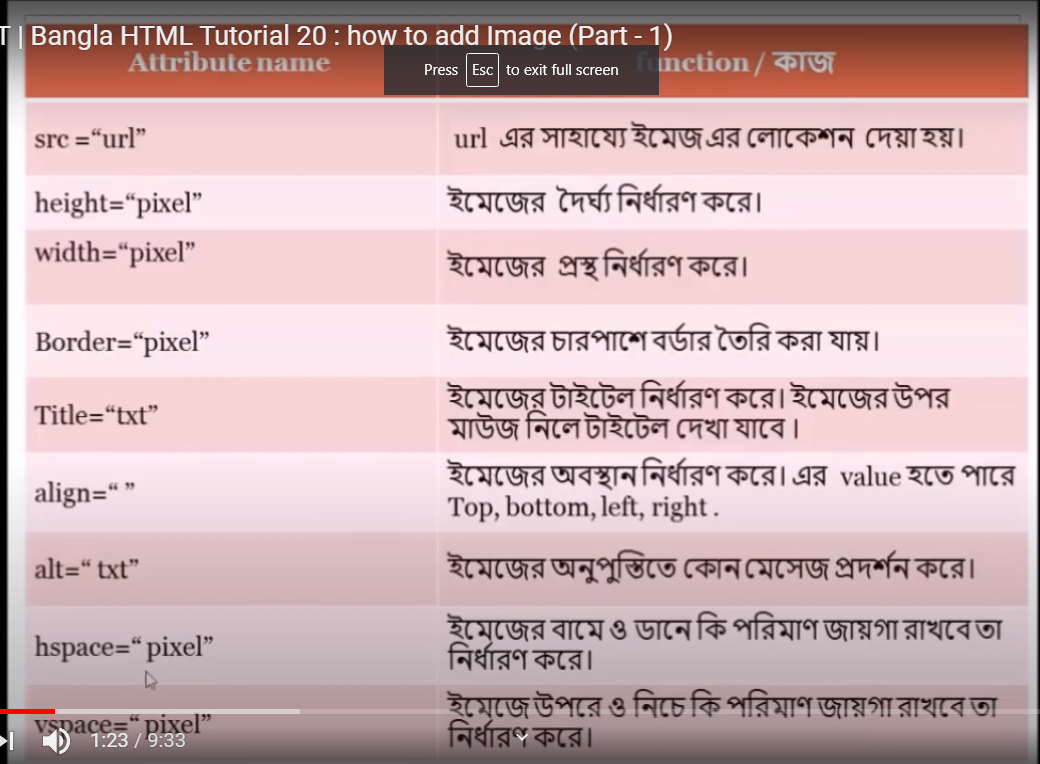 T | Bangla HTML Tutorial 20 : how to add Image (Part - 1)
Press Esc to exit full screen
Attribute name function / কাজ
src =“url” url এর সাহায্যে ইমেজ এর লোকেশন দেয়া হয়।
height=“pixel” ইমেজের দৈর্ঘ্য নির্ধারণ করে।
width=“pixel” ইমেজের প্রস্থ নির্ধারণ করে।
Border=“pixel” ইমেজের চারপাশে বর্ডার তৈরি করা যায়।
Title=“txt” ইমেজের টাইটেল নির্ধারণ করে। ইমেজের উপর
মাউজ নিলে টাইটেল দেখা যাবে।
align=“ ” ইমেজের অবস্থান নির্ধারণ করে। এর value হতে পারে
Top, bottom, left, right .
alt=“ txt” ইমেজের অনুপুস্তিতে কোন মেসেজ প্রদর্শন করে।
hspace=“ pixel” ইমেজের বামে ও ডানে কি পরিমাণ জায়গা রাখবে তা
নির্ধারণ করে।
vspace=“ pixel” ইমেজে উপরে ও নিচে কি পরিমাণ জায়গা রাখবে তা
নির্ধারণ করে।
1:23 / 9:33